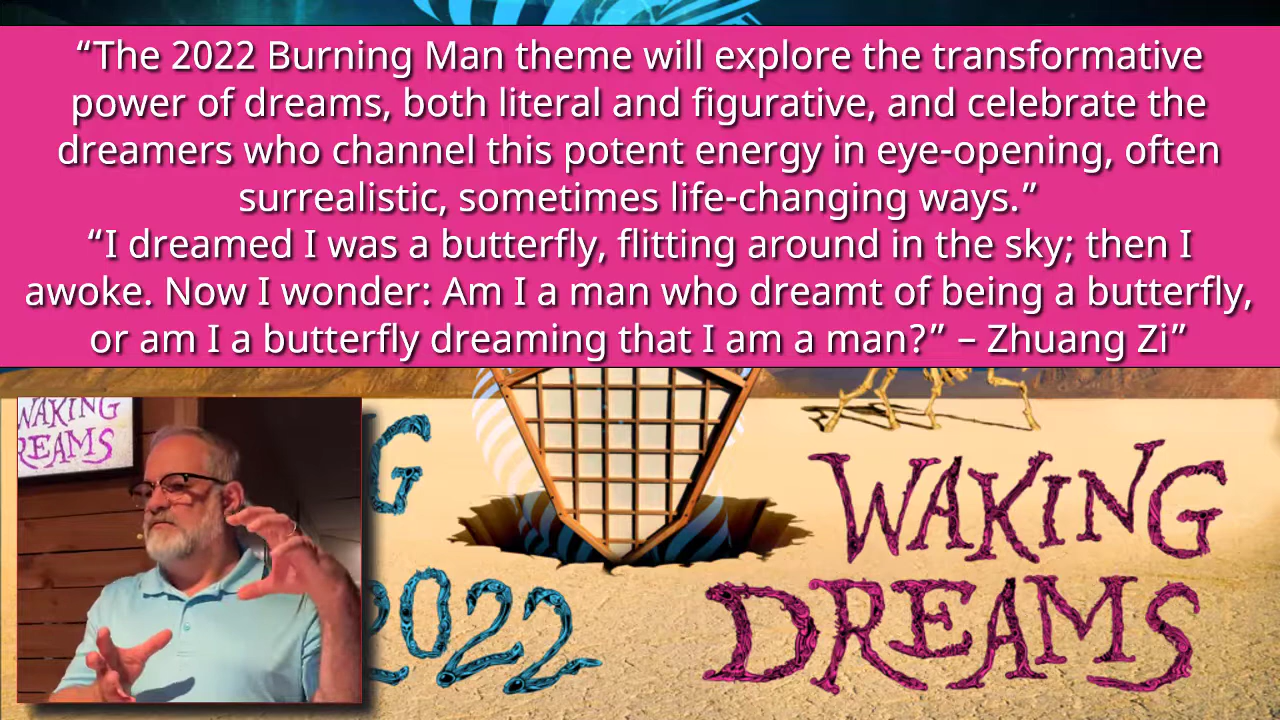 “The 2022 Burning Man theme will explore the transformative
power of dreams, both literal and figurative, and celebrate the
dreamers who channel this potent energy in eye-opening, often
surrealistic, sometimes life-changing ways.”
“I dreamed I was a butterfly, flitting around in the sky; then I
awoke. Now I wonder: Am I a man who dreamt of being a butterfly,
or am I a butterfly dreaming that I am a man?” – Zhuang Zi”
WAKING
DREAMS
G
2022
WAKING
REAMS